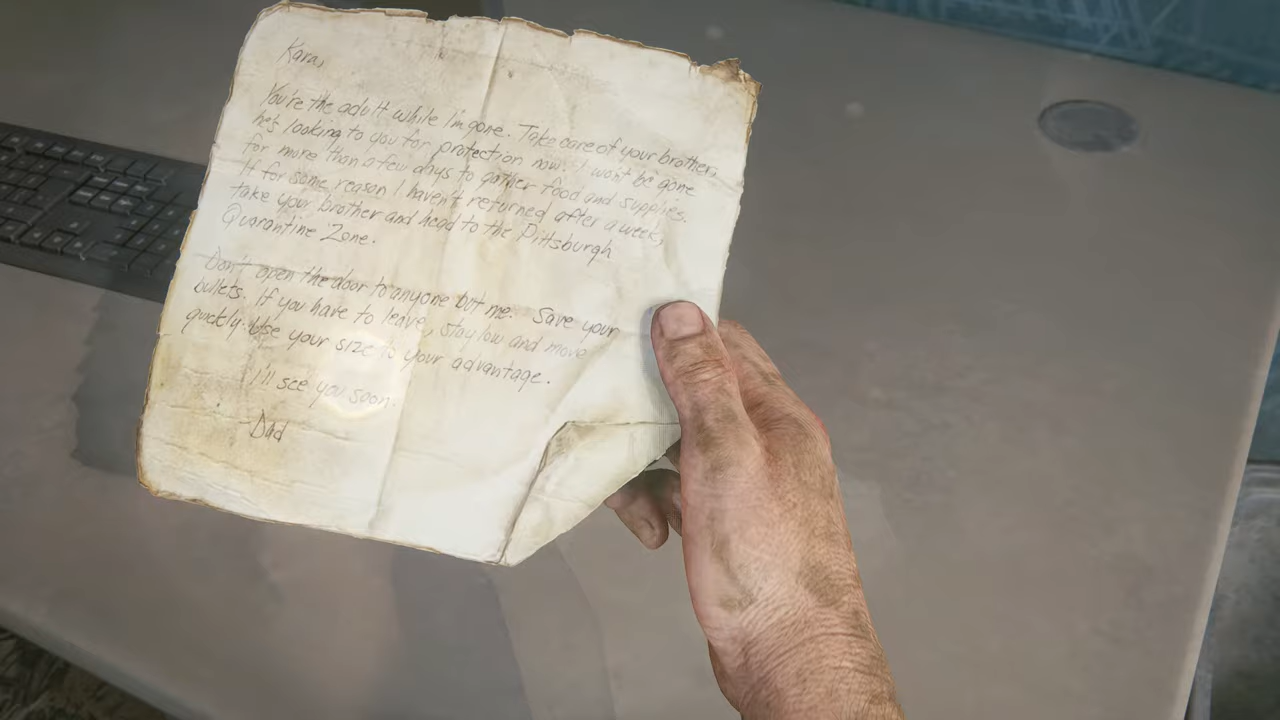 Kara,
You're the adult while I'm gone. Take care of your brother,
he's looking to you for protection now. I won't be gone
for more than a few days to gather food and supplies.
If for some reason I haven't returned after a week,
take your brother and head to the Pittsburgh
Quarantine Zone.
Don't open the door to anyone but me. Save your
bullets. If you have to leave, stay low and move
quickly. Use your size to your advantage.
I'll see you soon.
Dad